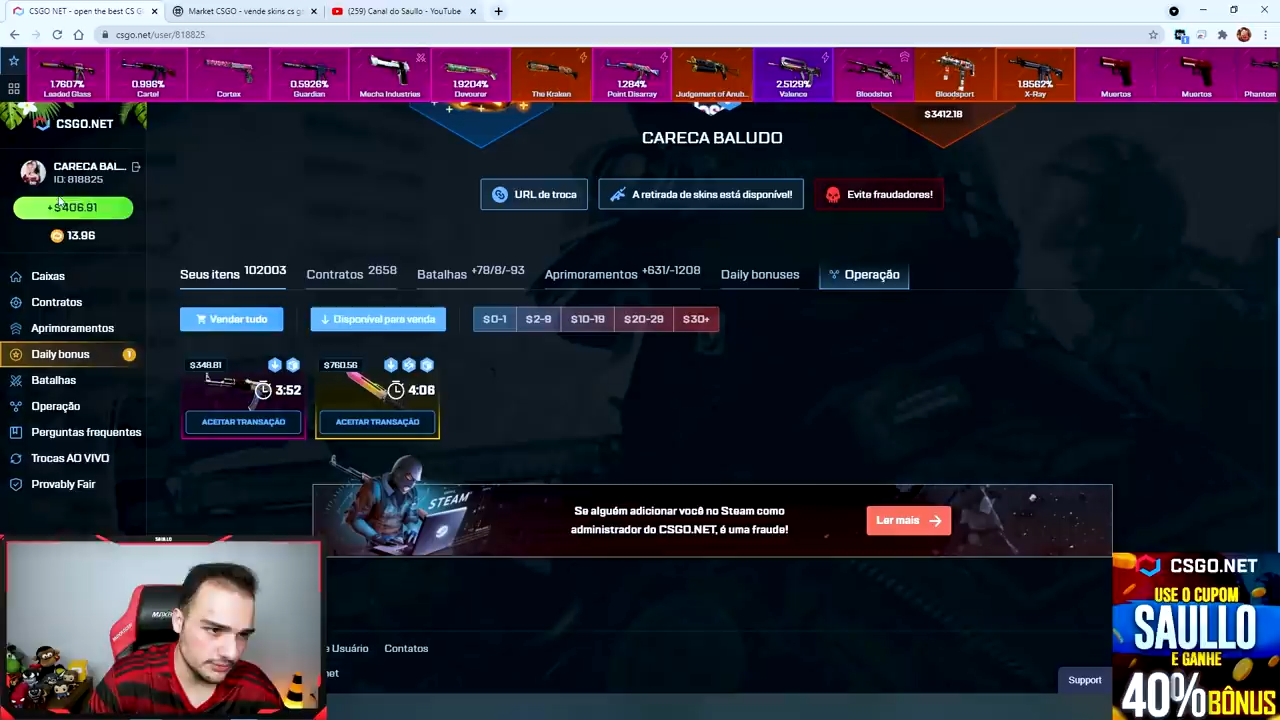 CSGO NET - open the best CS G
Market CSGO - vende skins cs g
(259) Canal do Saullo - YouTube
csgo.net/user/818825
1.7607%
Laded Glass
0.996%
Cartel
Cortex
0.5926%
Guardian
Mecha Industries
1.9204%
Devourer
The Kraken
1.284%
Point Disarray
Judgement of Anub...
2.5129%
Valence
Bloodshot
Bloodsport
1.8562%
X-Ray
Muertos
Muertos
Phantom
CSGO.NET
CARECA BAL...
ID: 818825
+$406.91
13.96
Caixas
Contratos
Aprimoramentos
Daily bonus 1
Batalhas
Operação
Perguntas frequentes
Trocas AO VIVO
Provably Fair
$3412.18
CARECA BALUDO
URL de troca
A retirada de skins está disponível!
Evite fraudadores!
Seus itens 102003
Contratos 2658
Batalhas +78/8/-93
Aprimoramentos +631/-1208
Daily bonuses
Operação
Vender tudo
Disponível para venda
$0-1
$2-9
$10-19
$20-29
$30+
$348.81
3:52
ACEITAR TRANSAÇÃO
$760.56
4:06
ACEITAR TRANSAÇÃO
STEAM
Se alguém adicionar você no Steam como
administrador do CSGO.NET, é uma fraude!
Ler mais
e Usuário
Contatos
net
Support
SAULLO
CSGO.NET
USE O CUPOM
SAULLO
E GANHE
40% BÔNUS